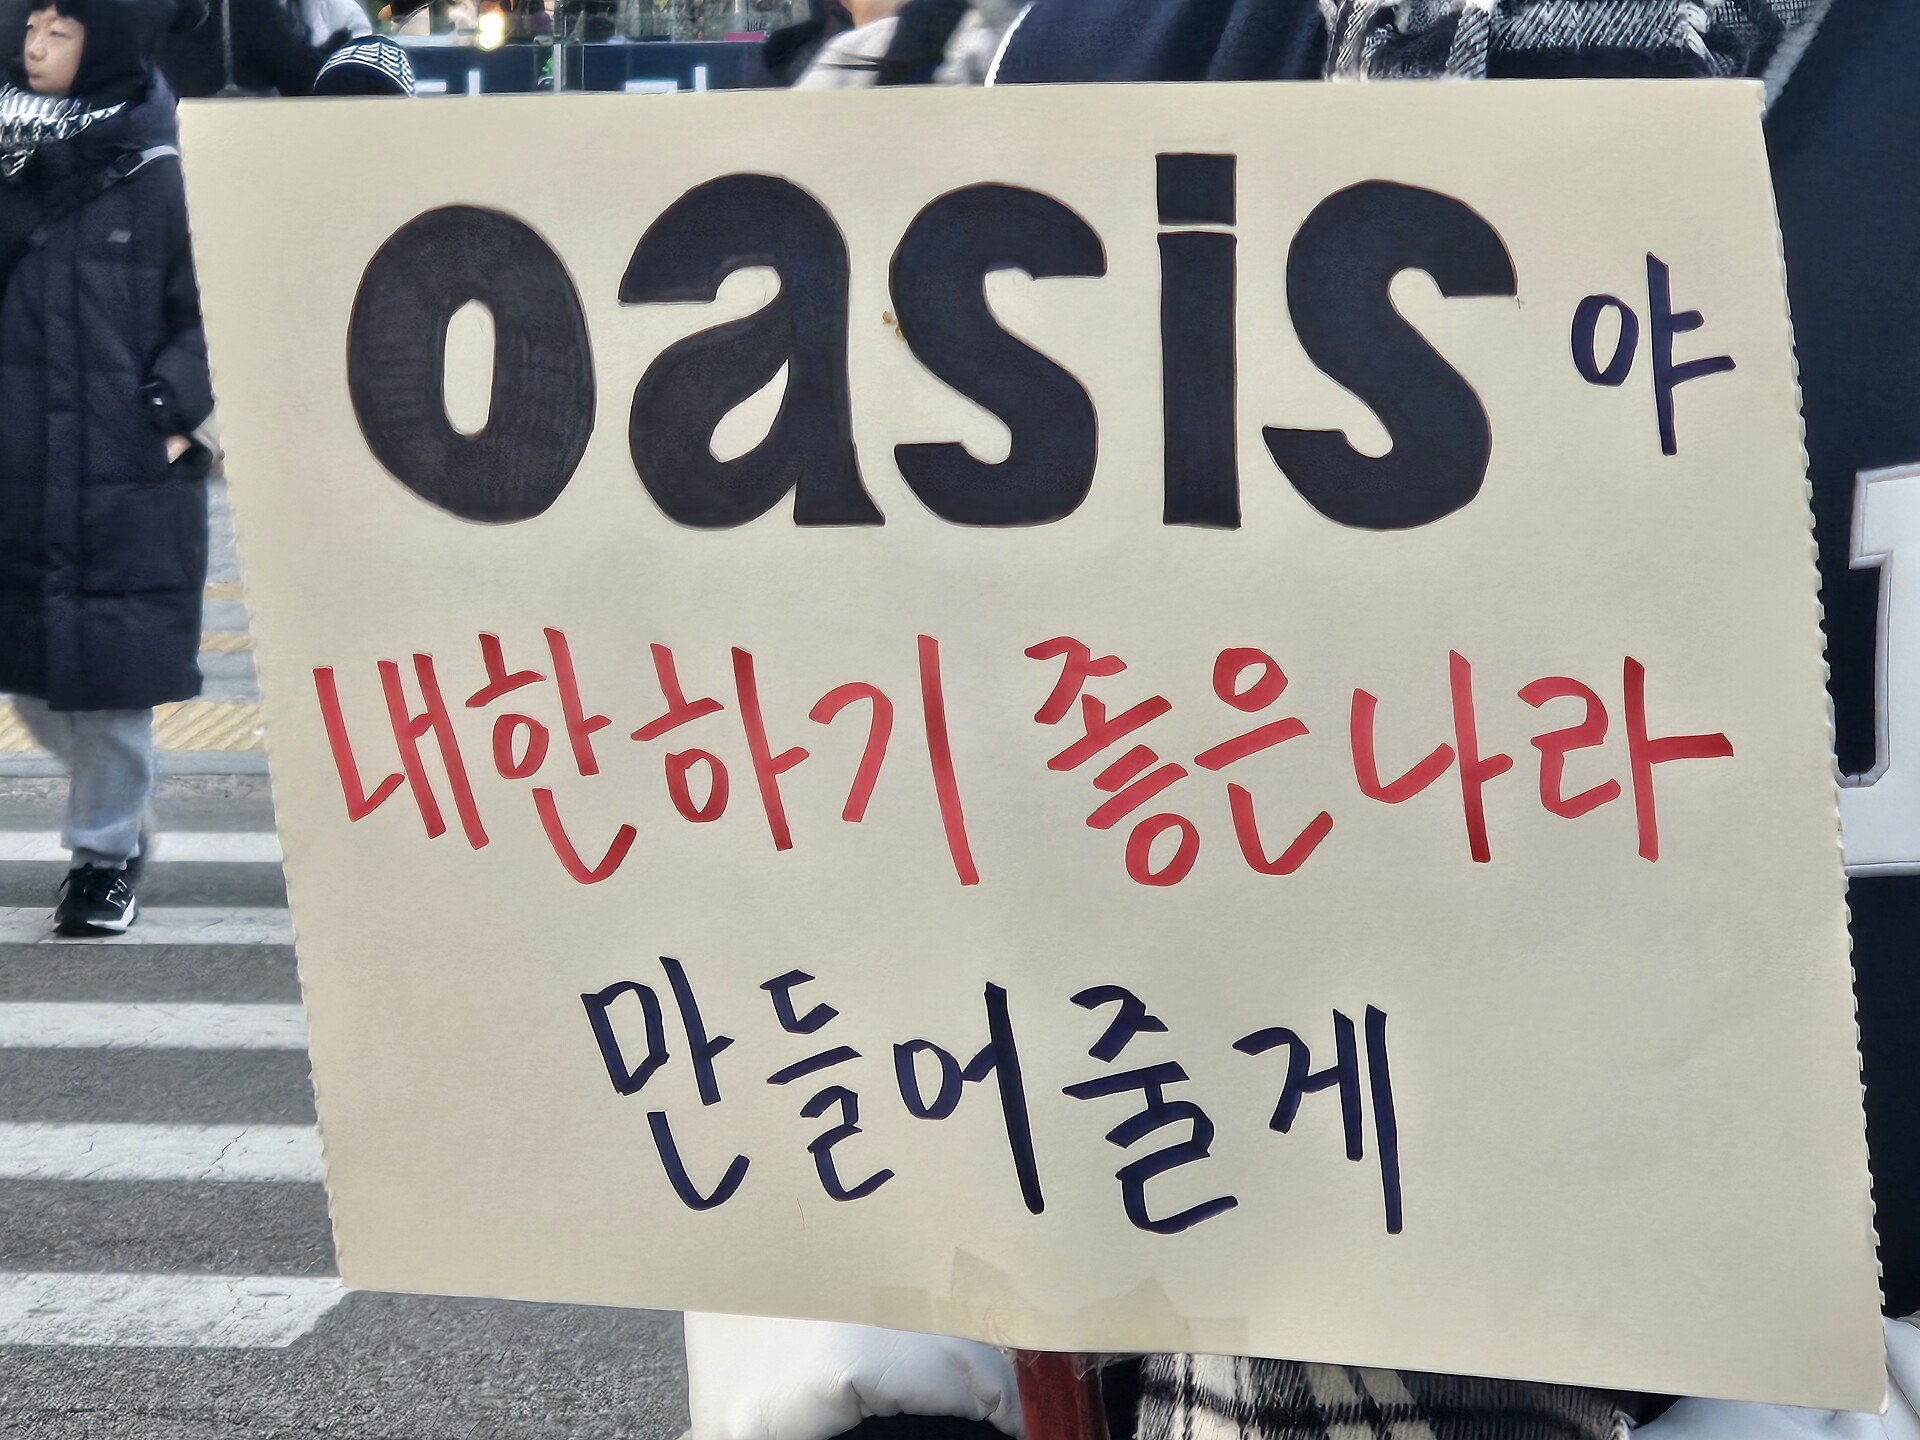 oasis야
내한하기 좋은나라
만들어줄게